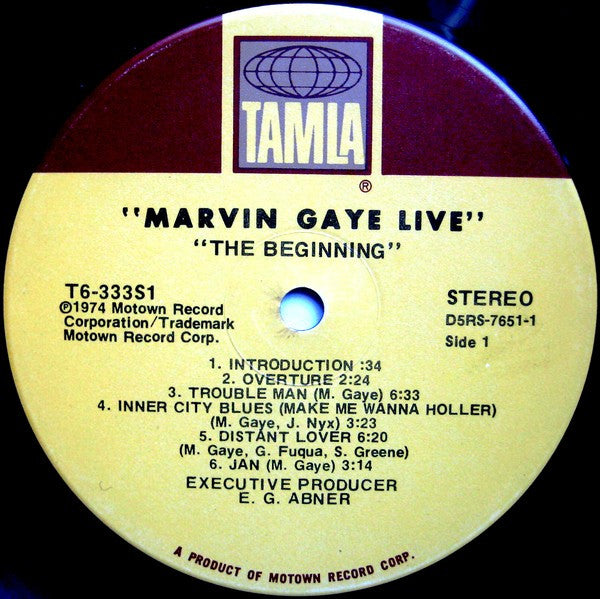 TAMLA
®
"MARVIN GAYE LIVE"
"THE BEGINNING"
T6-333S1
℗1974 Motown Record
Corporation/Trademark
Motown Record Corp.
STEREO
D5RS-7651-1
Side 1
1. INTRODUCTION :34
2. OVERTURE 2:24
3. TROUBLE MAN (M. Gaye) 6:33
4. INNER CITY BLUES (MAKE ME WANNA HOLLER)
(M. Gaye, J. Nyx) 3:23
5. DISTANT LOVER 6:20
(M. Gaye, G. Fuqua, S. Greene)
6. JAN (M. Gaye) 3:14
EXECUTIVE PRODUCER
E. G. ABNER
A PRODUCT OF MOTOWN RECORD CORP.